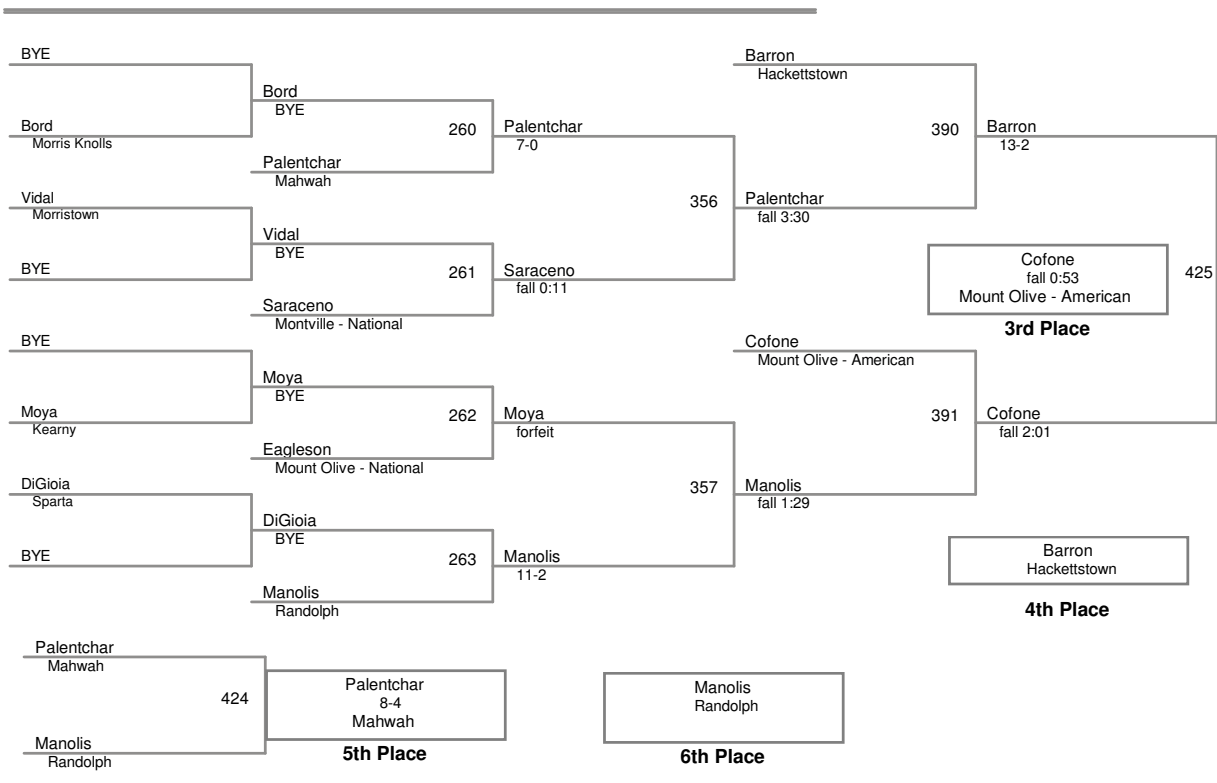 BYE
Bord
Morris Knolls
Vidal
Morristown
BYE
BYE
Moya
Kearny
DiGioia
Sparta
BYE
Bord
BYE
260
Palentchar
Mahwah
Vidal
BYE
261
Saraceno
Montville - National
Moya
BYE
262
Eagleson
Mount Olive - National
DiGioia
BYE
263
Manolis
Randolph
Palentchar
7-0
356
Saraceno
fall 0:11
Moya
forfeit
357
Manolis
11-2
Barron
Hackettstown
390
Palentchar
fall 3:30
Cofone
Mount Olive - American
391
Manolis
fall 1:29
Barron
13-2
425
Cofone
fall 2:01
Cofone
fall 0:53
Mount Olive - American
3rd Place
Barron
Hackettstown
4th Place
Palentchar
Mahwah
424
Manolis
Randolph
Palentchar
8-4
Mahwah
5th Place
Manolis
Randolph
6th Place